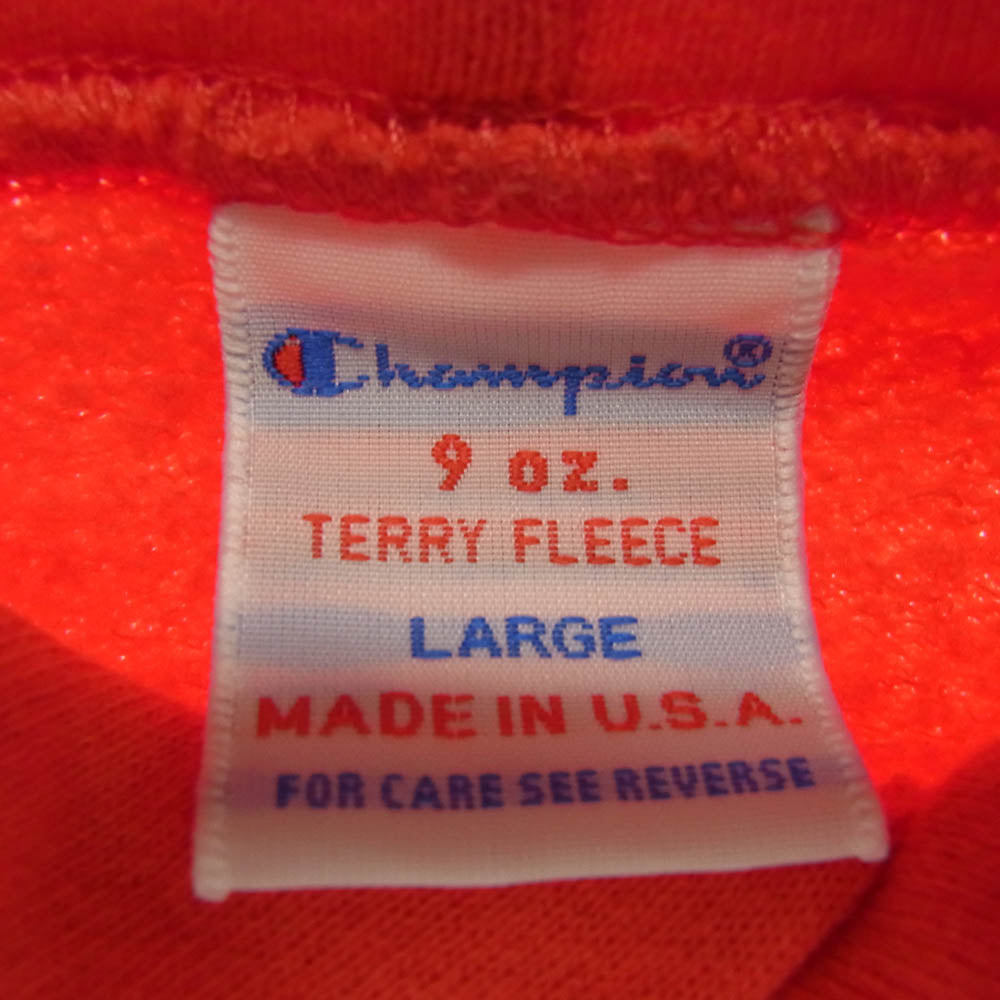 Champion®
9 oz.
TERRY FLEECE
LARGE
MADE IN U.S.A.
FOR CARE SEE REVERSE